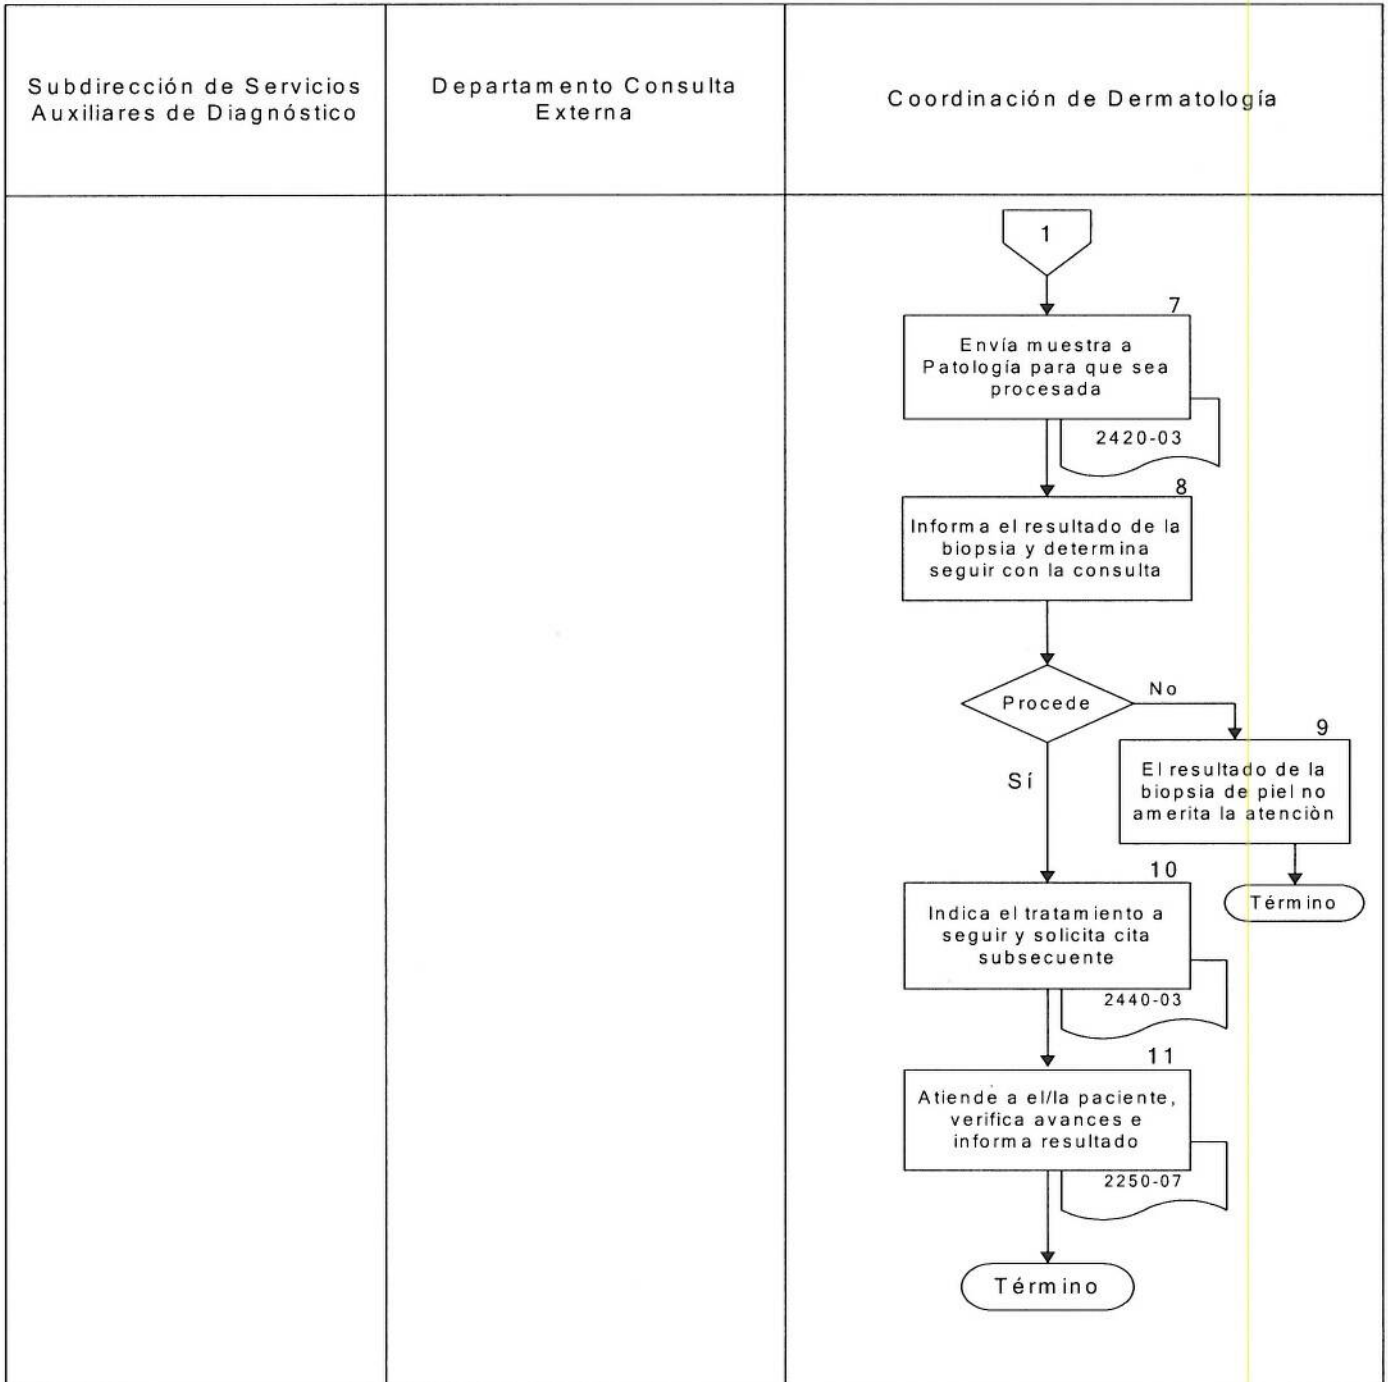 Subdirección de Servicios
Auxiliares de Diagnóstico
Departamento Consulta
Externa
Coordinación de Dermatología
1
7
Envía muestra a
Patología para que sea
procesada
2420-03
8
Informa el resultado de la
biopsia y determina
seguir con la consulta
Procede
No
Sí
9
El resultado de la
biopsia de piel no
amerita la atenciòn
Término
10
Indica el tratamiento a
seguir y solicita cita
subsecuente
2440-03
11
Atiende a el/la paciente,
verifica avances e
informa resultado
2250-07
Término